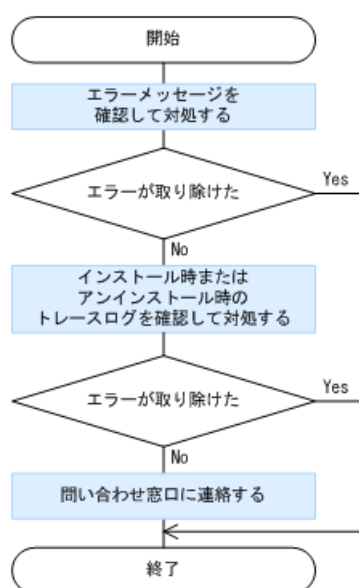 開始
エラーメッセージを
確認して対処する
エラーが取り除けた
Yes
No
インストール時または
アンインストール時の
トレースログを確認して対処する
エラーが取り除けた
Yes
No
問い合わせ窓口に連絡する
終了